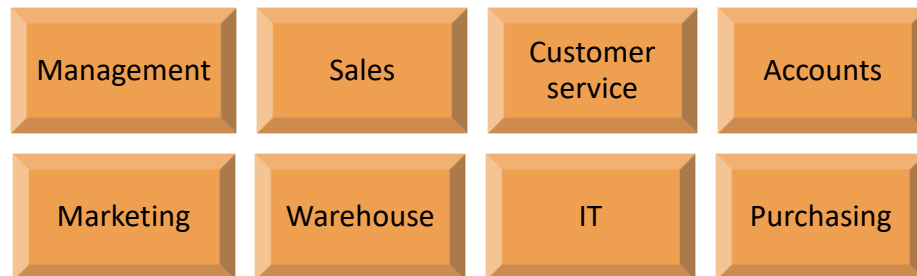 Management
Sales
Customer
service
Accounts
Marketing
Warehouse
IT
Purchasing